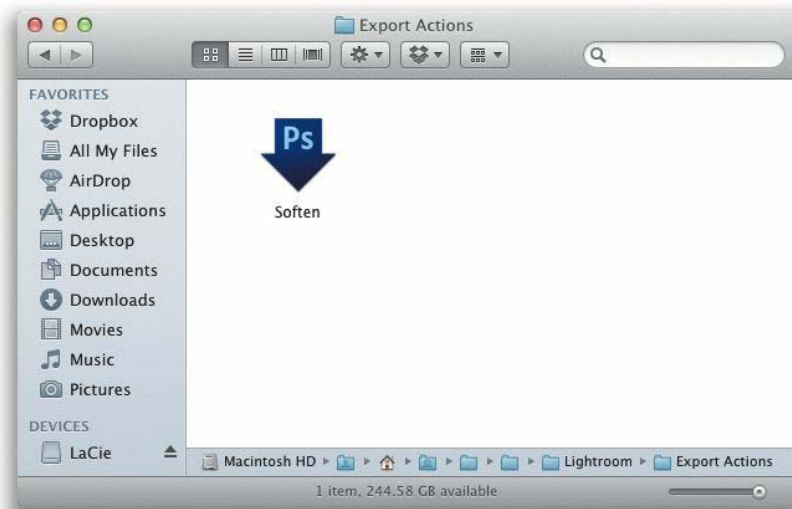 Export Actions
FAVORITES
Dropbox
All My Files
AirDrop
Applications
Desktop
Documents
Downloads
Movies
Music
Pictures
DEVICES
LaCie
Ps
Soften
Macintosh HD Lightroom Export Actions
1 item, 244.58 GB available